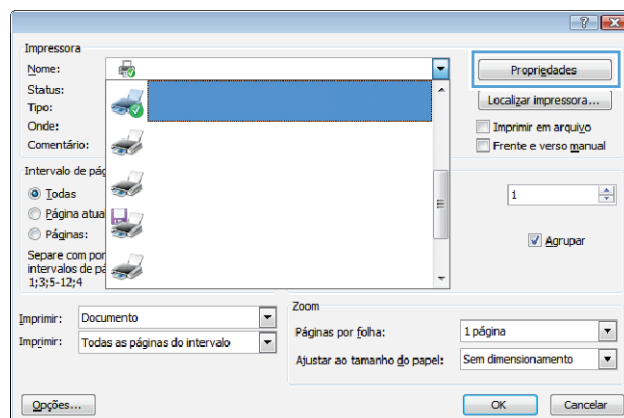 Impressora
Nome:
Propriedades
Status:
Tipo:
Localizar impressora...
Onde:
Imprimir em arquivo
Comentário:
Frente e verso manual
Intervalo de pág
Todas
1
Página atua
Páginas:
Agrupar
Separe com por
intervalos de pá
1;3;5-12;4
Zoom
Imprimir: Documento
Páginas por folha: 1 página
Imprimir: Todas as páginas do intervalo
Ajustar ao tamanho do papel: Sem dimensionamento
Opções...
OK
Cancelar